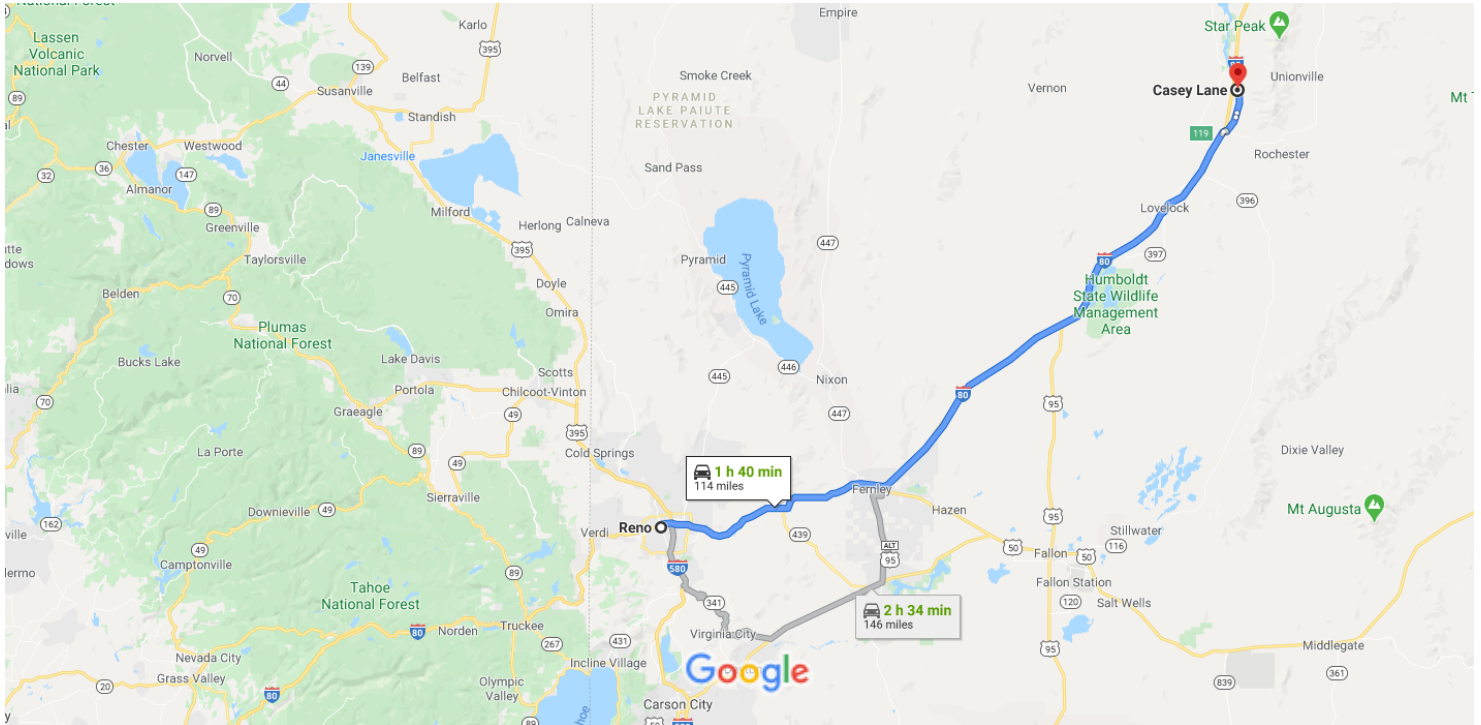 National Forest
Karlo
Empire
Star Peak
Lassen
Volcanic
National Park
Norvell
395
139
Belfast
Smoke Creek
80
Unionville
44
Susanville
Vernon
Casey Lane
89
PYRAMID
LAKE PAIUTE
RESERVATION
Mt
Standish
119
Chester
Westwood
Janesville
Rochester
36
147
32
Almanor
Sand Pass
89
Milford
396
Greenville
Herlong
Calneva
Lovelock
395
447
397
Taylorsville
Pyramid
Pyramid Lake
80
Belden
70
Doyle
445
Humboldt
State Wildlife
Management
Area
Omira
Plumas
National Forest
Bucks Lake
Lake Davis
446
Scotts
445
Nixon
Portola
Chilcoot-Vinton
80
70
95
Graeagle
49
447
395
89
La Porte
Cold Springs
Dixie Valley
49
1 h 40 min
114 miles
Sierraville
Fernley
Downieville
49
Hazen
Mt Augusta
162
Reno
95
ville
Verdi
439
Stillwater
49
ALT
95
50
116
Camptonville
580
Fallon
50
89
Fallon Station
Tahoe
National Forest
341
2 h 34 min
146 miles
120
Salt Wells
80
Norden
Truckee
431
Virginia City
267
Middlegate
Nevada City
Incline Village
95
Google
Grass Valley
20
80
Olympic
Valley
839
361
Carson City
89
50